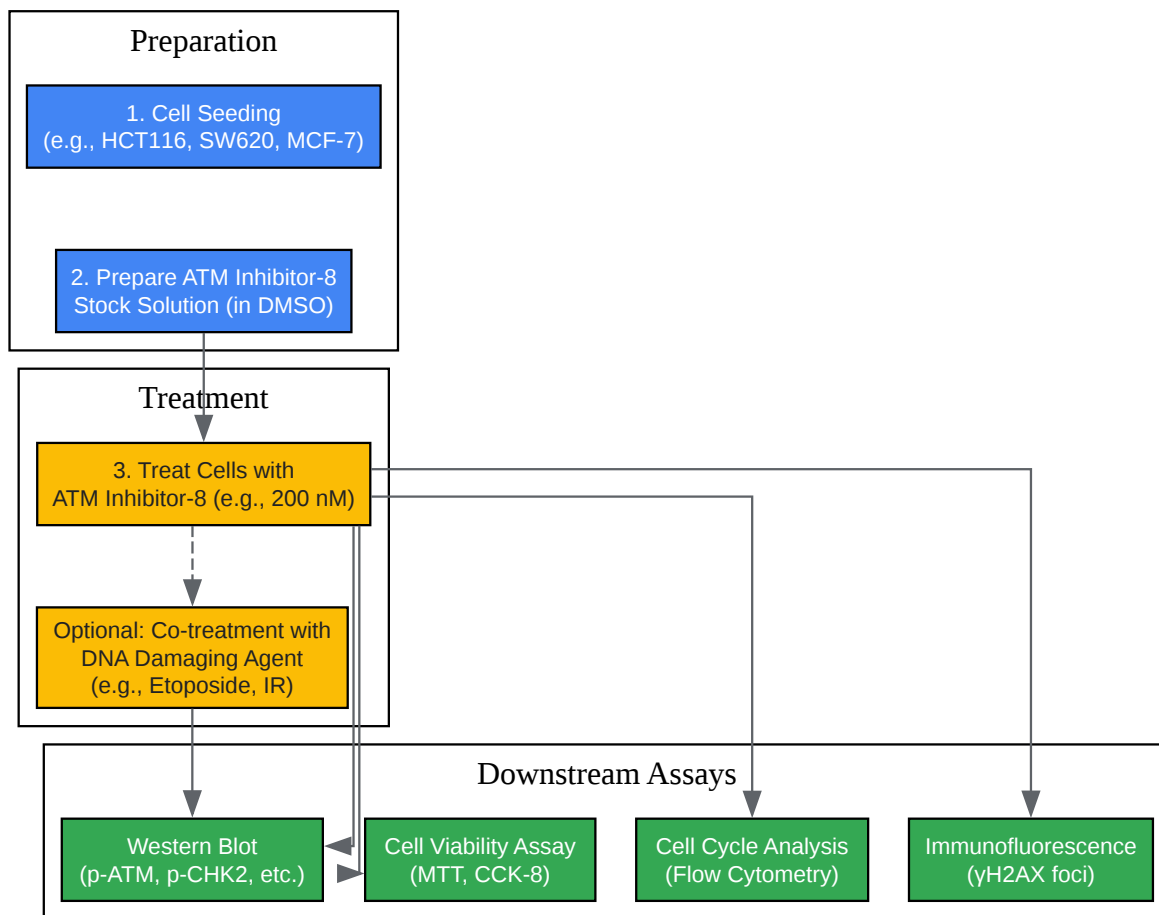 Preparation
1. Cell Seeding
(e.g., HCT116, SW620, MCF-7)
2. Prepare ATM Inhibitor-8
Stock Solution (in DMSO)
Treatment
3. Treat Cells with
ATM Inhibitor-8 (e.g., 200 nM)
Optional: Co-treatment with
DNA Damaging Agent
(e.g., Etoposide, IR)
Downstream Assays
Western Blot
(p-ATM, p-CHK2, etc.)
Cell Viability Assay
(MTT, CCK-8)
Cell Cycle Analysis
(Flow Cytometry)
Immunofluorescence
(γH2AX foci)